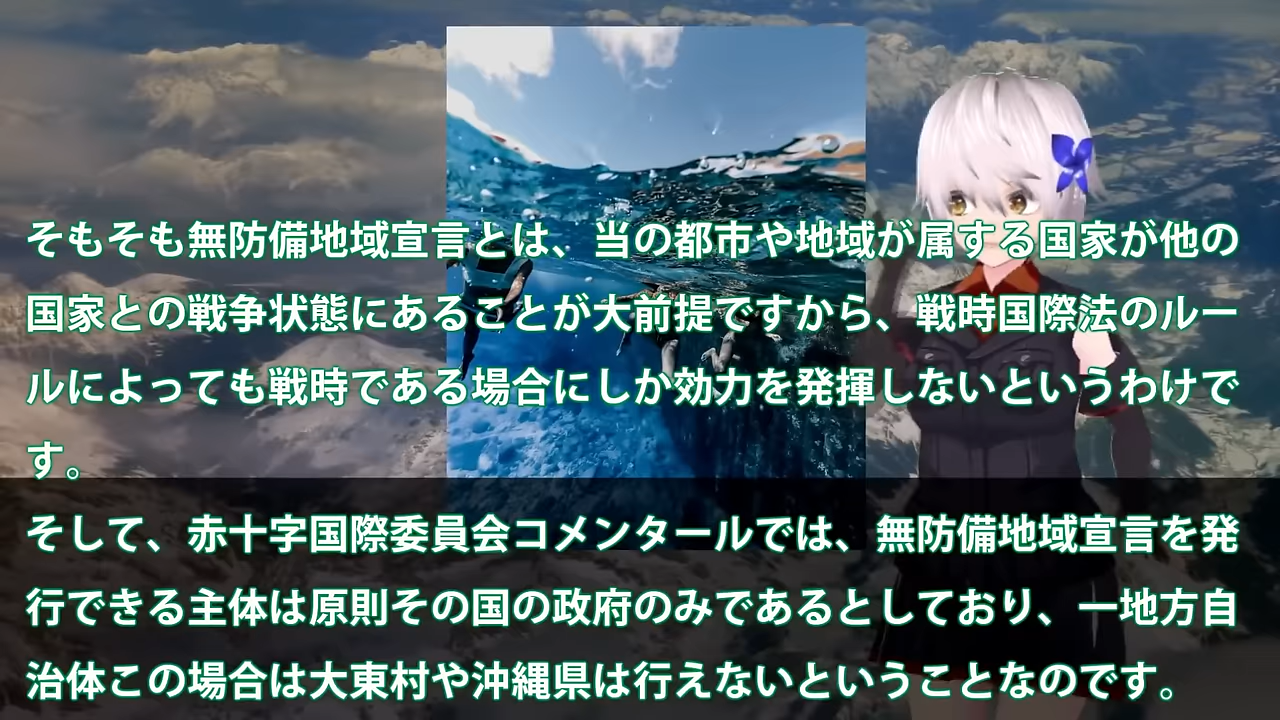 そもそも無防備地域宣言とは、当の都市や地域が属する国家が他の
国家との戦争状態にあることが大前提ですから、戦時国際法のルー
ルによっても戦時である場合にしか効力を発揮しないというわけで
す。
そして、赤十字国際委員会コメンタールでは、無防備地域宣言を発
行できる主体は原則その国の政府のみであるとしており、一地方自
治体この場合は大東村や沖縄県は行えないということなのです。